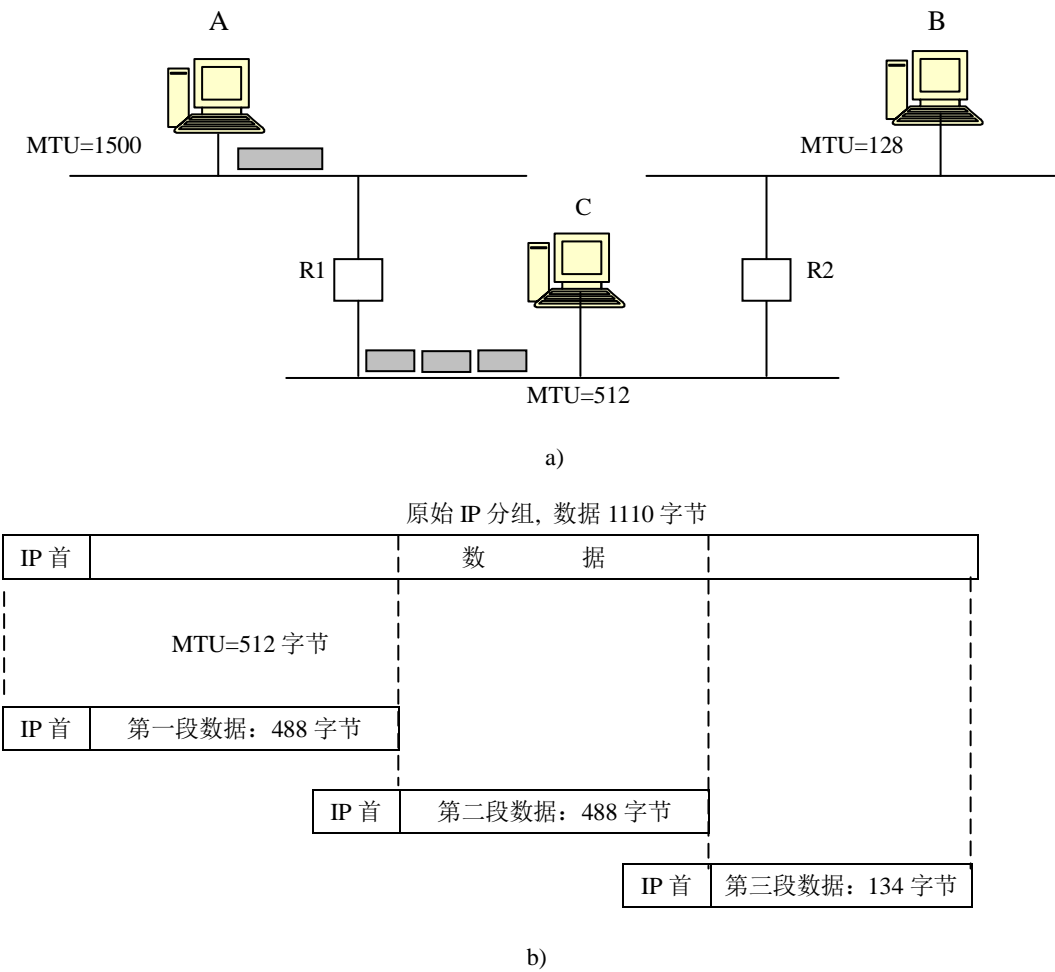 A
B
MTU=1500
MTU=128
C
R1
R2
MTU=512
a)
原始 IP 分组, 数据 1110 字节
IP 首
数 据
MTU=512 字节
IP 首 第一段数据：488 字节
IP 首 第二段数据：488 字节
IP 首 第三段数据：134 字节
b)